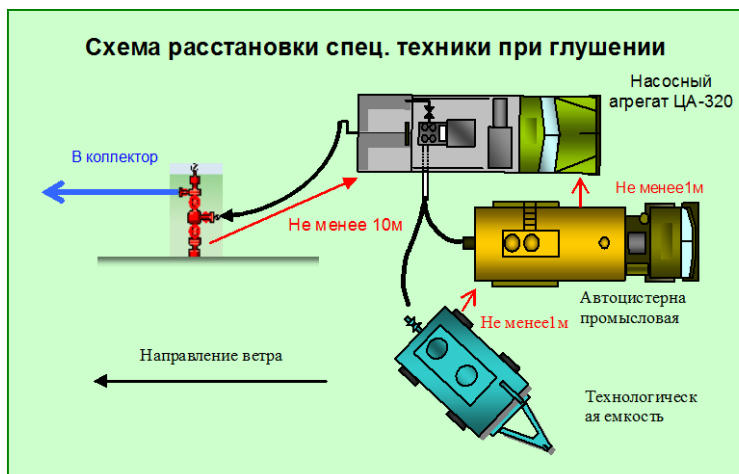 Схема расстановки спец. техники при глушении
Насосный
агрегат ЦА-320
В коллектор
Не менее1м
Не менее 10м
Автоцистерна
промысловая
Не менее1м
Направление ветра
Технологическ
ая емкость